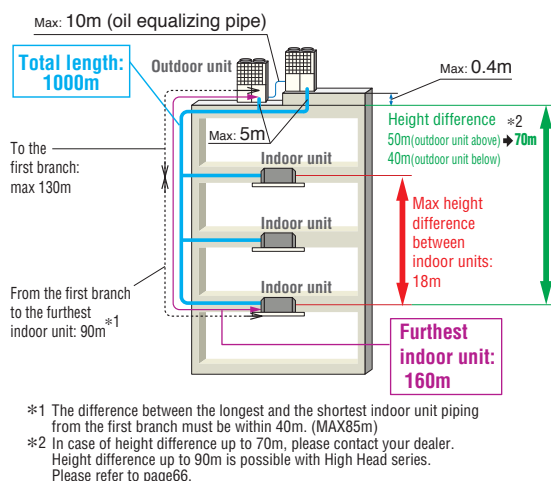 Max: 10m (oil equalizing pipe)
Total length:
1000m
Outdoor unit
Max: 0.4m
Max: 5m
Height difference *2
50m(outdoor unit above) ➔ 70m
40m(outdoor unit below)
To the
first branch:
max 130m
Indoor unit
Indoor unit
Indoor unit
Max height
difference
between
indoor units:
18m
From the first branch
to the furthest
indoor unit: 90m*1
Furthest
indoor unit:
160m
*1 The difference between the longest and the shortest indoor unit piping
from the first branch must be within 40m. (MAX85m)
*2 In case of height difference up to 70m, please contact your dealer.
Height difference up to 90m is possible with High Head series.
Please refer to page66.